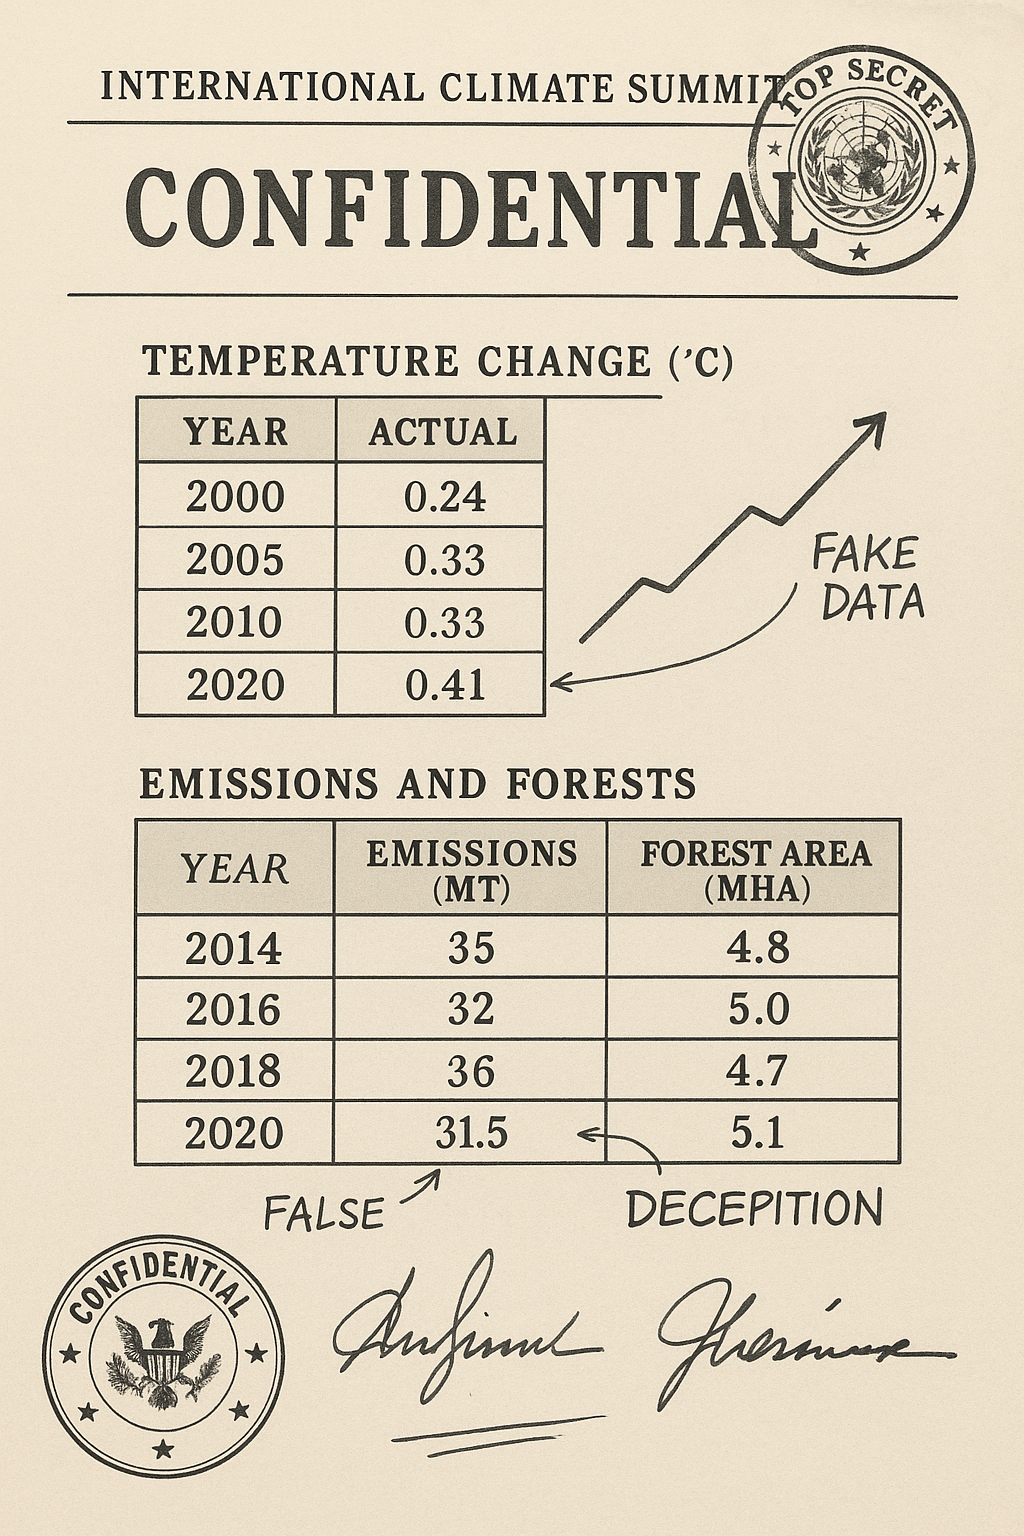 INTERNATIONAL CLIMATE SUMMIT
TOP SECRET
CONFIDENTIAL
TEMPERATURE CHANGE (’C)
YEAR ACTUAL
2000 0.24
2005 0.33
2010 0.33
2020 0.41
FAKE
DATA
EMISSIONS AND FORESTS
YEAR EMISSIONS (MT) FOREST AREA (MHA)
2014 35 4.8
2016 32 5.0
2018 36 4.7
2020 31.5 5.1
FALSE
DECEPITION
CONFIDENTIAL